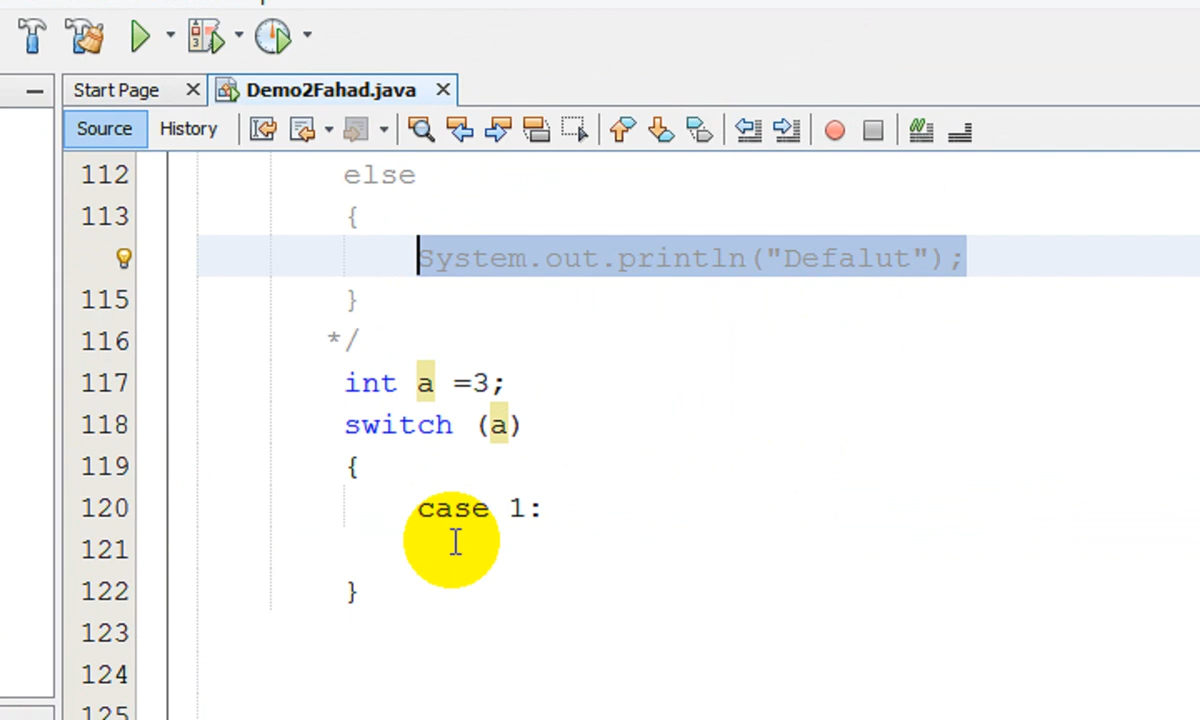 Start Page
Demo2Fahad.java
Source History
112 else
113 {
System.out.println("Defalut");
115 }
116 */
117 int a =3;
118 switch (a)
119 {
120 case 1:
121
122 }
123
124
125